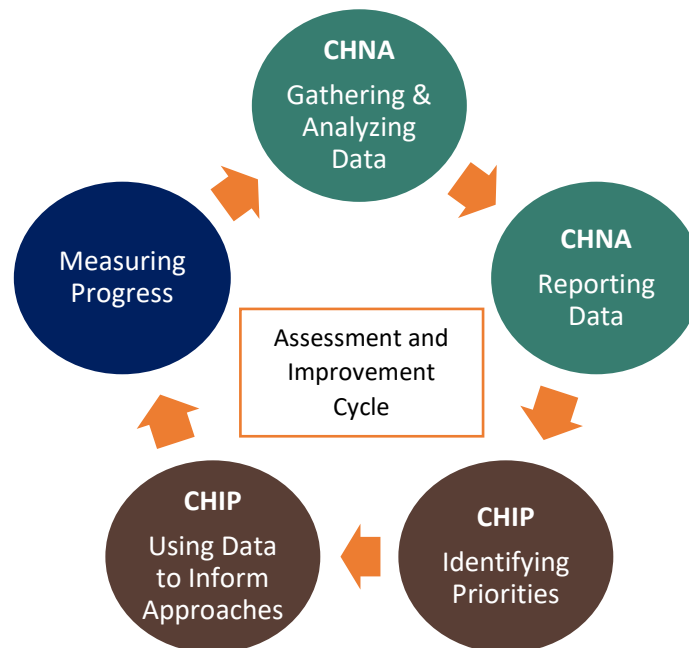 CHNA
Gathering &
Analyzing
Data
CHNA
Reporting
Data
CHIP
Identifying
Priorities
CHIP
Using Data
to Inform
Approaches
Measuring
Progress
Assessment and
Improvement
Cycle